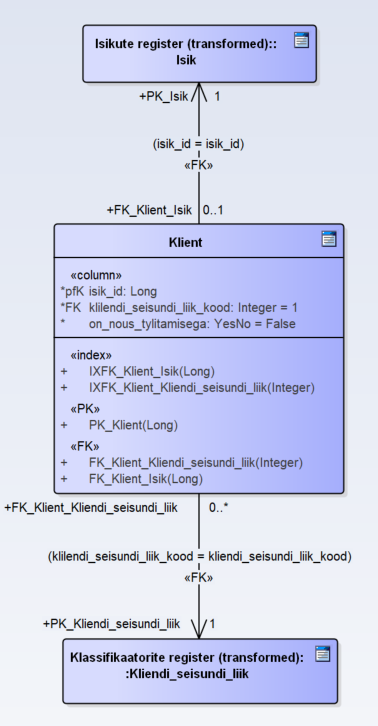 Isikute register (transformed)::
Isik
+PK_Isik 1
(isik_id = isik_id)
«FK»
+FK_Klient_Isik 0..1
Klient
«column»
*pfK isik_id: Long
*FK klilendi_seisundi_liik_kood: Integer = 1
* on_nous_tylitamisega: YesNo = False
«index»
+ IXFK_Klient_Isik(Long)
+ IXFK_Klient_Kliendi_seisundi_liik(Integer)
«PK»
+ PK_Klient(Long)
«FK»
+ FK_Klient_Kliendi_seisundi_liik(Integer)
+ FK_Klient_Isik(Long)
+FK_Klient_Kliendi_seisundi_liik 0..*
(klilendi_seisundi_liik_kood = kliendi_seisundi_liik_kood)
«FK»
+PK_Kliendi_seisundi_liik 1
Klassifikaatorite register (transformed):
:Kliendi_seisundi_liik